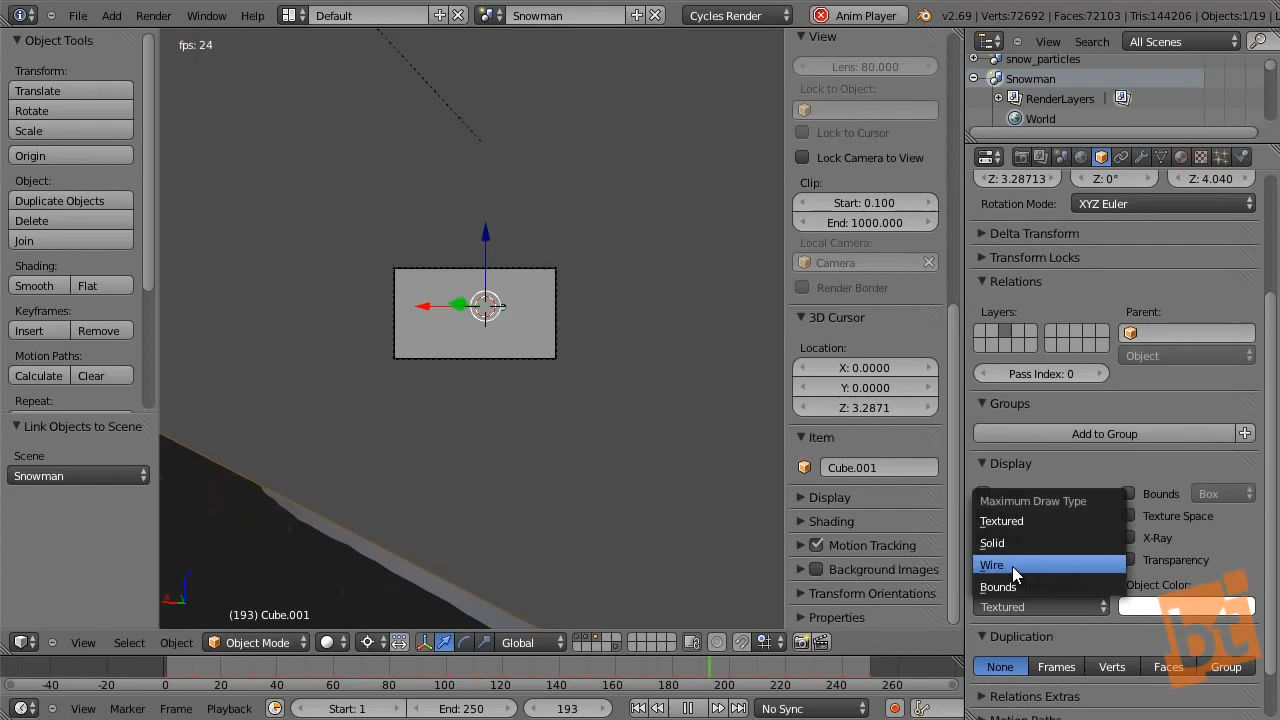 File Add Render Window Help Default Snowman Cycles Render Anim Player v2.69 | Verts:72692 | Faces:72103 | Tris:144206 | Objects:1/19
Object Tools
Transform:
Translate
Rotate
Scale
Origin
Object:
Duplicate Objects
Delete
Join
Shading:
Smooth Flat
Keyframes:
Insert Remove
Motion Paths:
Calculate Clear
Repeat:
Link Objects to Scene
Scene
Snowman
fps: 24
(193) Cube.001
View
Lens: 80.000
Lock to Object:
Lock to Cursor
Lock Camera to View
Clip:
Start: 0.100
End: 1000.000
Local Camera:
Camera
Render Border
3D Cursor
Location:
X: 0.0000
Y: 0.0000
Z: 3.2871
Item
Cube.001
Display
Shading
Motion Tracking
Background Images
Transform Orientations
Properties
View Search All Scenes
snow_particles
Snowman
RenderLayers |
World
Z: 3.28713 Z: 0° Z: 4.040
Rotation Mode: XYZ Euler
Delta Transform
Transform Locks
Relations
Layers: Parent:
Object
Pass Index: 0
Groups
Add to Group
Display
Maximum Draw Type
Textured
Solid
Wire
Bounds
Textured
Bounds Box
Texture Space
X-Ray
Transparency
Object Color:
Duplication
None Frames Verts Faces Group
Relations Extras
View Select Object Object Mode Global
-40 -20 0 20 40 60 80 100 120 140 160 180 200 220 240 260
View Marker Frame Playback Start: 1 End: 250 193 No Sync
bt